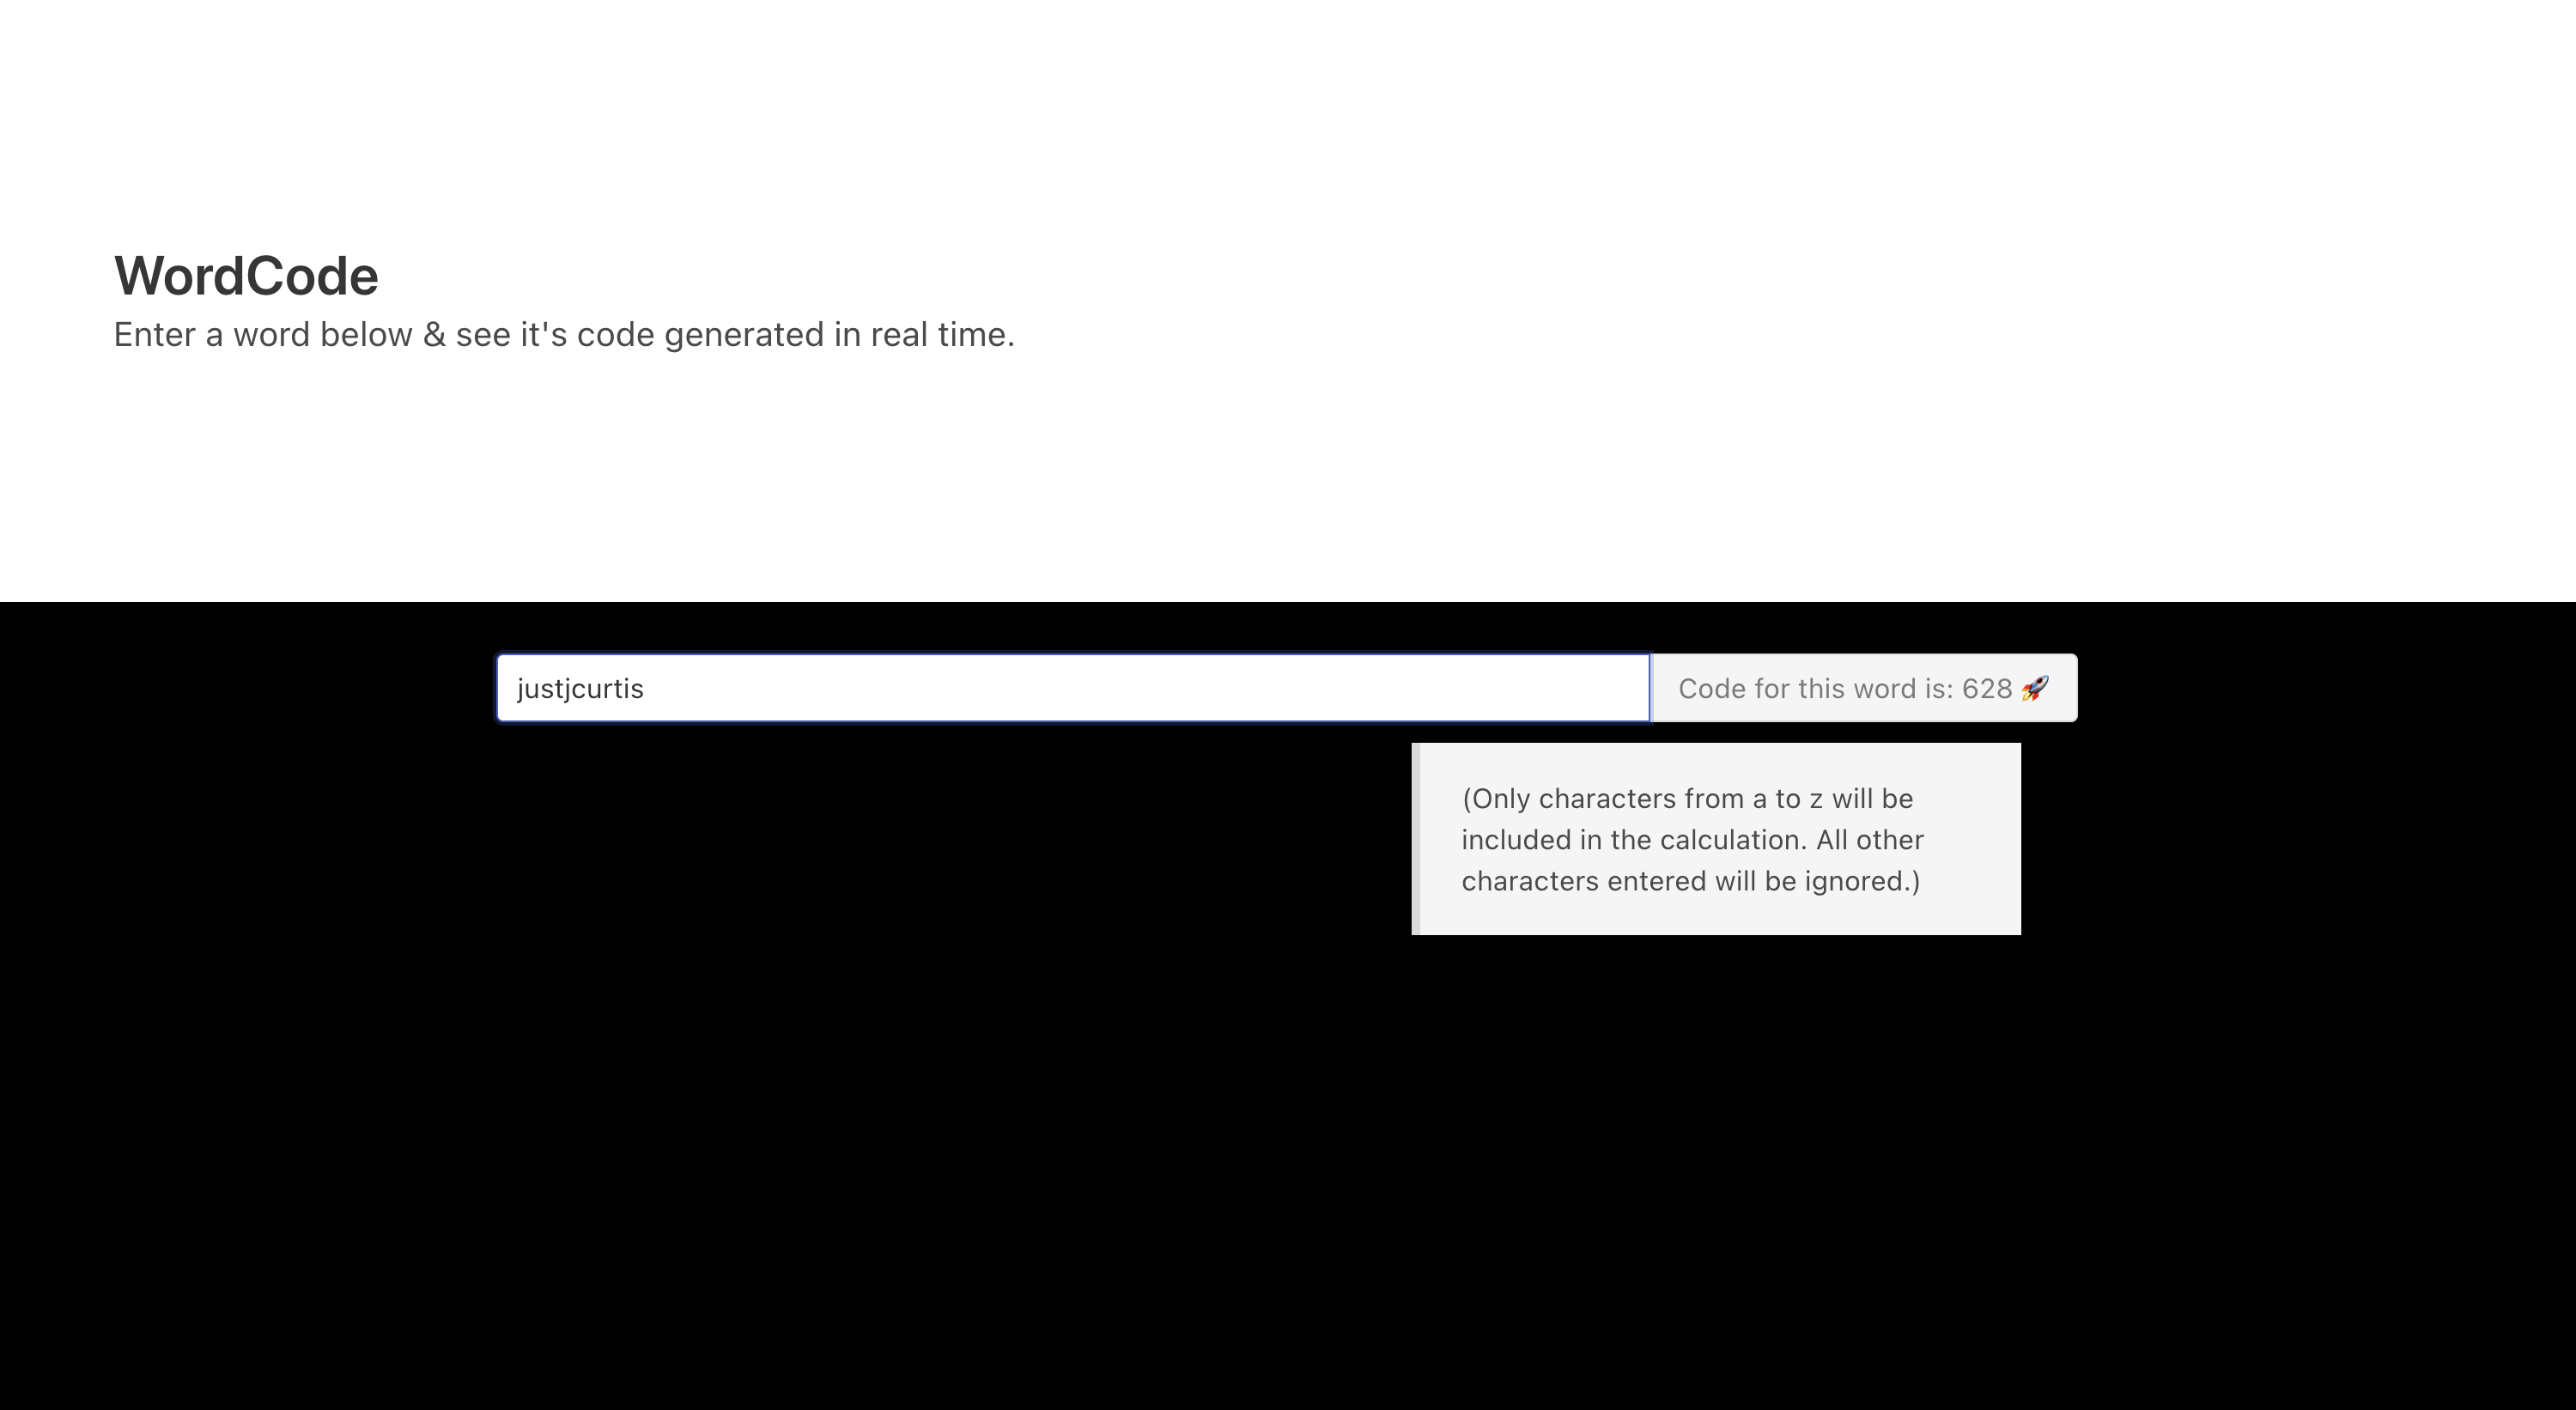 WordCode
Enter a word below & see it's code generated in real time.
justjcurtis
Code for this word is: 628 🚀
(Only characters from a to z will be
included in the calculation. All other
characters entered will be ignored.)